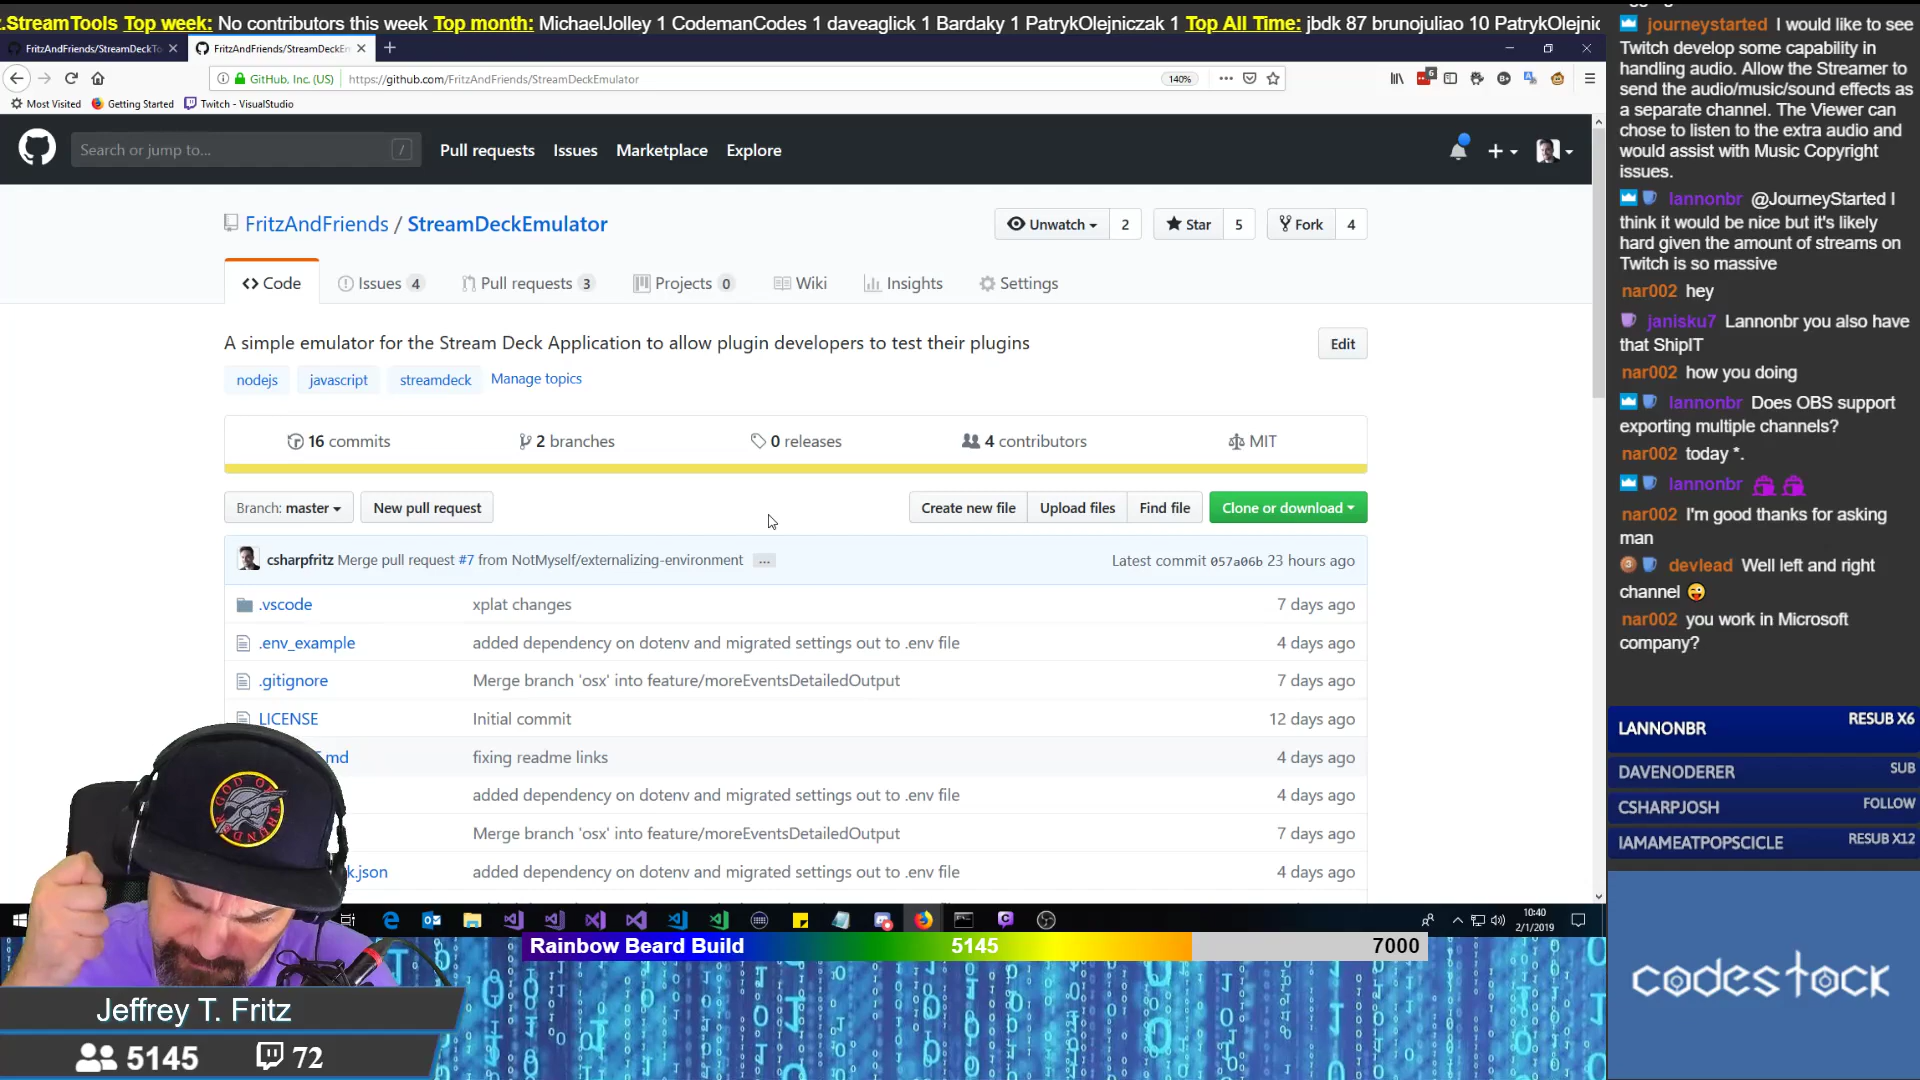 .StreamTools Top week: No contributors this week Top month: MichaelJolley 1 CodemanCodes 1 daveaglick 1 Bardaky 1 PatrykOlejniczak 1 Top All Time: jbdk 87 brunojuliao 10 PatrykOlejnic
FritzAndFriends/StreamDeckTo
FritzAndFriends/StreamDeckEm
GitHub, Inc. (US)
https://github.com/FritzAndFriends/StreamDeckEmulator
140%
6
Most Visited
Getting Started
Twitch - VisualStudio
Search or jump to...
/
Pull requests
Issues
Marketplace
Explore
FritzAndFriends / StreamDeckEmulator
Unwatch 2
Star 5
Fork 4
Code
Issues 4
Pull requests 3
Projects 0
Wiki
Insights
Settings
A simple emulator for the Stream Deck Application to allow plugin developers to test their plugins
Edit
nodejs
javascript
streamdeck
Manage topics
16 commits
2 branches
0 releases
4 contributors
MIT
Branch: master
New pull request
Create new file
Upload files
Find file
Clone or download
csharpfritz Merge pull request #7 from NotMyself/externalizing-environment ...
Latest commit 057a06b 23 hours ago
.vscode xplat changes 7 days ago
.env_example added dependency on dotenv and migrated settings out to .env file 4 days ago
.gitignore Merge branch 'osx' into feature/moreEventsDetailedOutput 7 days ago
LICENSE Initial commit 12 days ago
.md fixing readme links 4 days ago
added dependency on dotenv and migrated settings out to .env file 4 days ago
Merge branch 'osx' into feature/moreEventsDetailedOutput 7 days ago
k.json added dependency on dotenv and migrated settings out to .env file 4 days ago
10:40
2/1/2019
Rainbow Beard Build 5145 7000
GOD OF THUNDER
Jeffrey T. Fritz
5145
72
journeystarted I would like to see
Twitch develop some capability in
handling audio. Allow the Streamer to
send the audio/music/sound effects as
a separate channel. The Viewer can
chose to listen to the extra audio and
would assist with Music Copyright
issues.
lannonbr @JourneyStarted I
think it would be nice but it's likely
hard given the amount of streams on
Twitch is so massive
nar002 hey
janisku7 Lannonbr you also have
that ShipIT
nar002 how you doing
lannonbr Does OBS support
exporting multiple channels?
nar002 today *.
lannonbr
nar002 I'm good thanks for asking
man
devlead Well left and right
channel
nar002 you work in Microsoft
company?
LANNONBR RESUB X6
DAVENODERER SUB
CSHARPJOSH FOLLOW
IAMAMEATPOPSCICLE RESUB X12
codestock